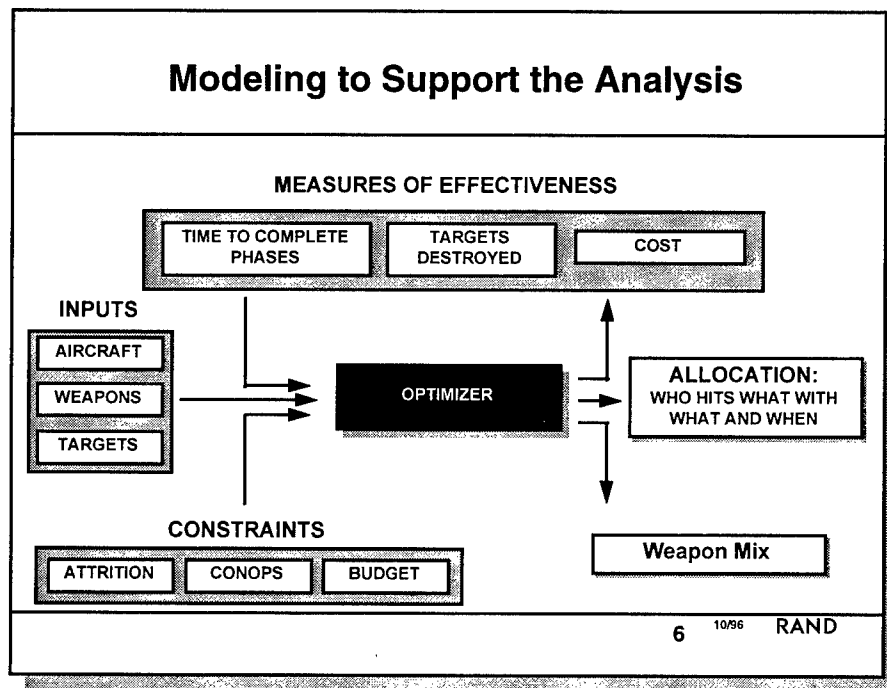 Modeling to Support the Analysis
MEASURES OF EFFECTIVENESS
TIME TO COMPLETE
PHASES
TARGETS
DESTROYED
COST
INPUTS
AIRCRAFT
WEAPONS
TARGETS
OPTIMIZER
ALLOCATION:
WHO HITS WHAT WITH
WHAT AND WHEN
CONSTRAINTS
ATTRITION
CONOPS
BUDGET
Weapon Mix
6 10/96 RAND